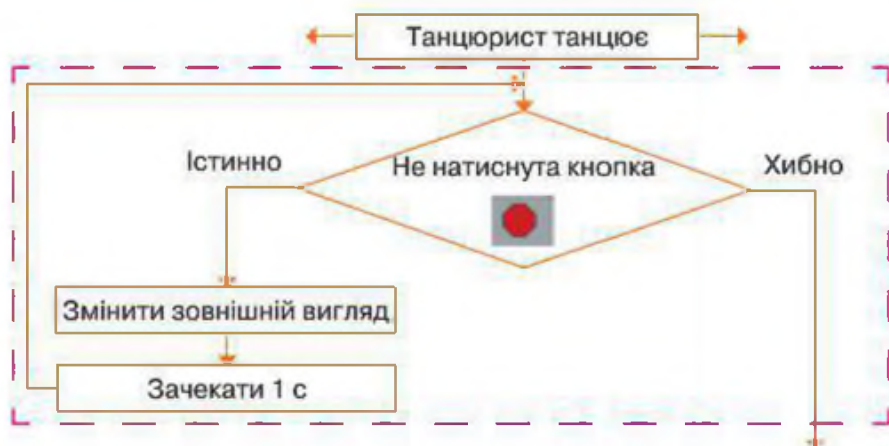 Танцюрист танцює
Істинно
Не натиснута кнопка
Хибно
Змінити зовнішній вигляд
Зачекати 1 с